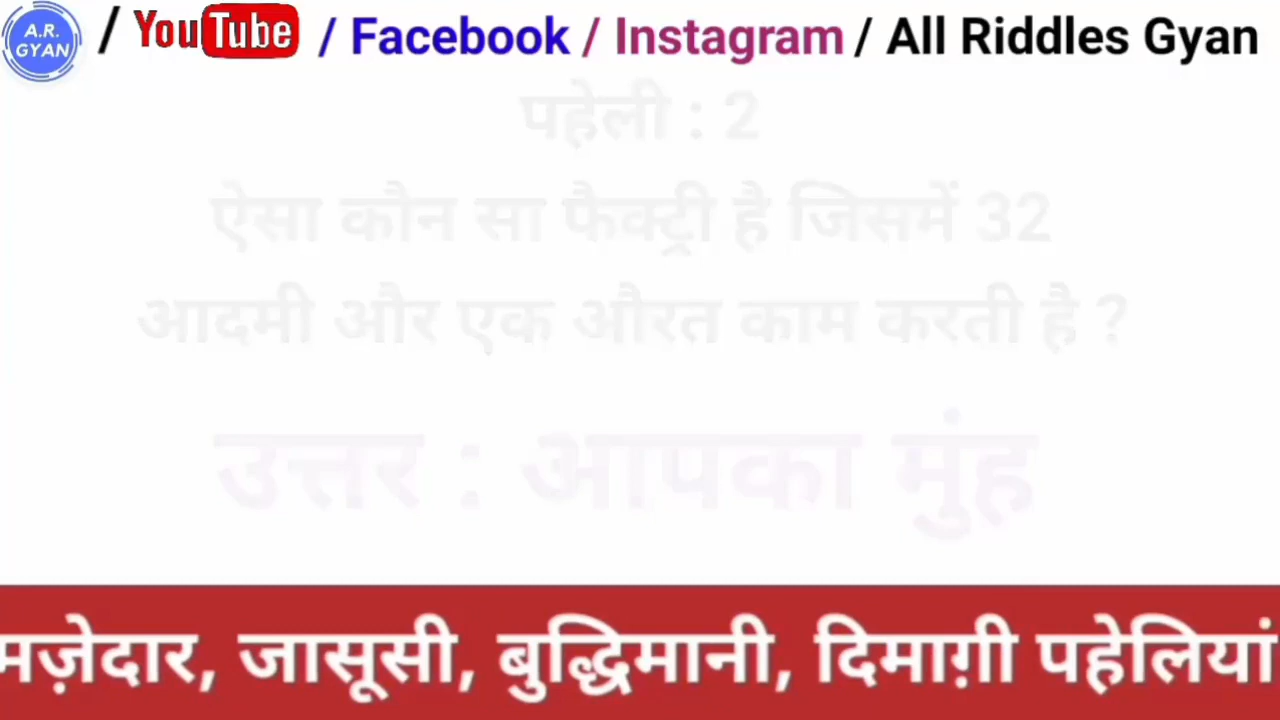 A.R. GYAN / YouTube / Facebook / Instagram / All Riddles Gyan
पहेली : 2
ऐसा कौन सा फैक्ट्री है जिसमें 32
आदमी और एक औरत काम करती है ?
उत्तर : आपका मुंह
मज़ेदार, जासूसी, बुद्धिमानी, दिमाग़ी पहेलियां